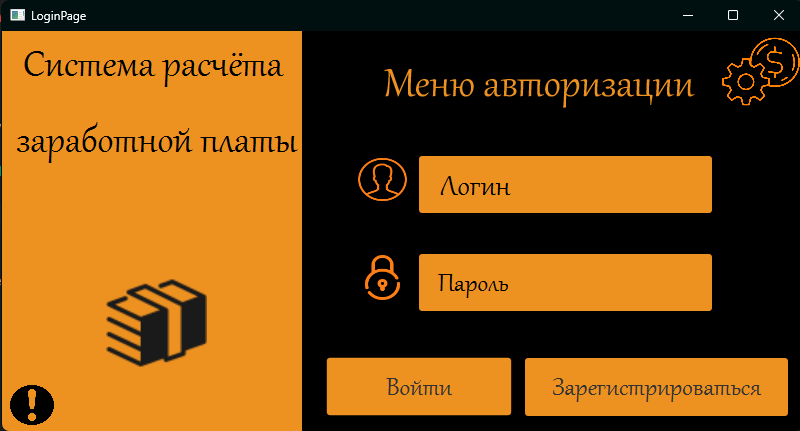 LoginPage
Система расчёта
заработной платы
Меню авторизации
Логин
Пароль
Войти
Зарегистрироваться